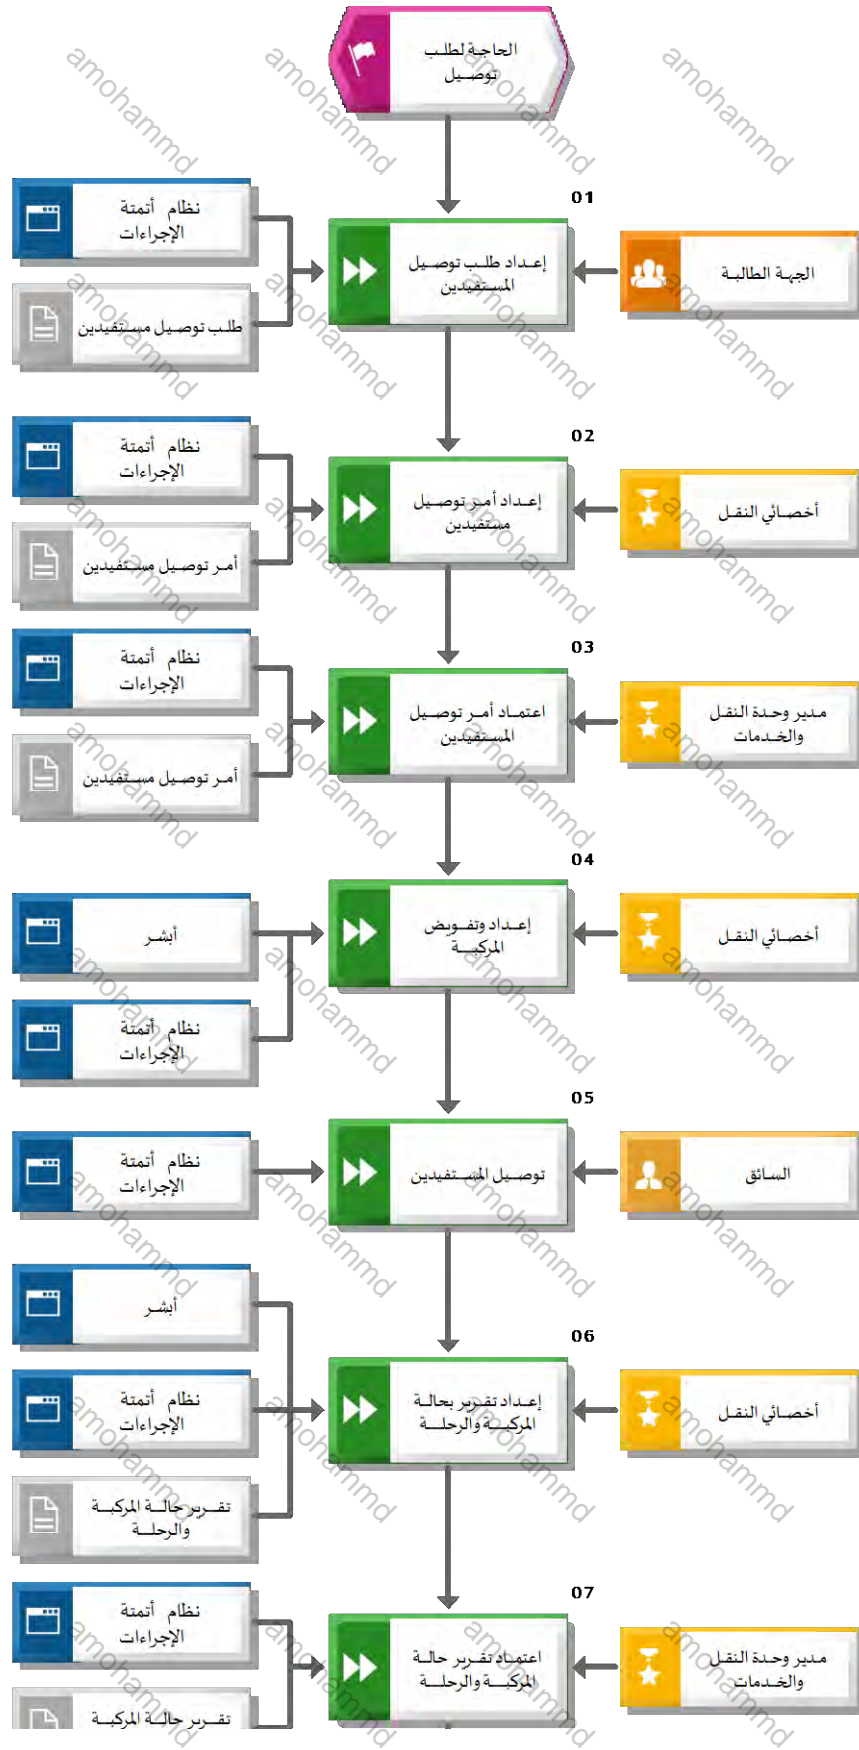 الحاجة لطلب
توصيل
01
الجهة الطالبة
إعداد طلب توصيل
المستفيدين
نظام أتمتة
الإجراءات
طلب توصيل مستفيدين
02
أخصائي النقل
إعداد أمر توصيل
مستفيدين
نظام أتمتة
الإجراءات
أمر توصيل مستفيدين
03
مدير وحدة النقل
والخدمات
اعتماد أمر توصيل
المستفيدين
نظام أتمتة
الإجراءات
أمر توصيل مستفيدين
04
أخصائي النقل
إعداد وتفويض
المركبة
أبشر
نظام أتمتة
الإجراءات
05
السائق
توصيل المستفيدين
نظام أتمتة
الإجراءات
06
أخصائي النقل
إعداد تقرير بحالة
المركبة والرحلة
أبشر
نظام أتمتة
الإجراءات
تقرير حالة المركبة
والرحلة
07
مدير وحدة النقل
والخدمات
اعتماد تقرير حالة
المركبة والرحلة
نظام أتمتة
الإجراءات
تقرير حالة المركبة
amohammd